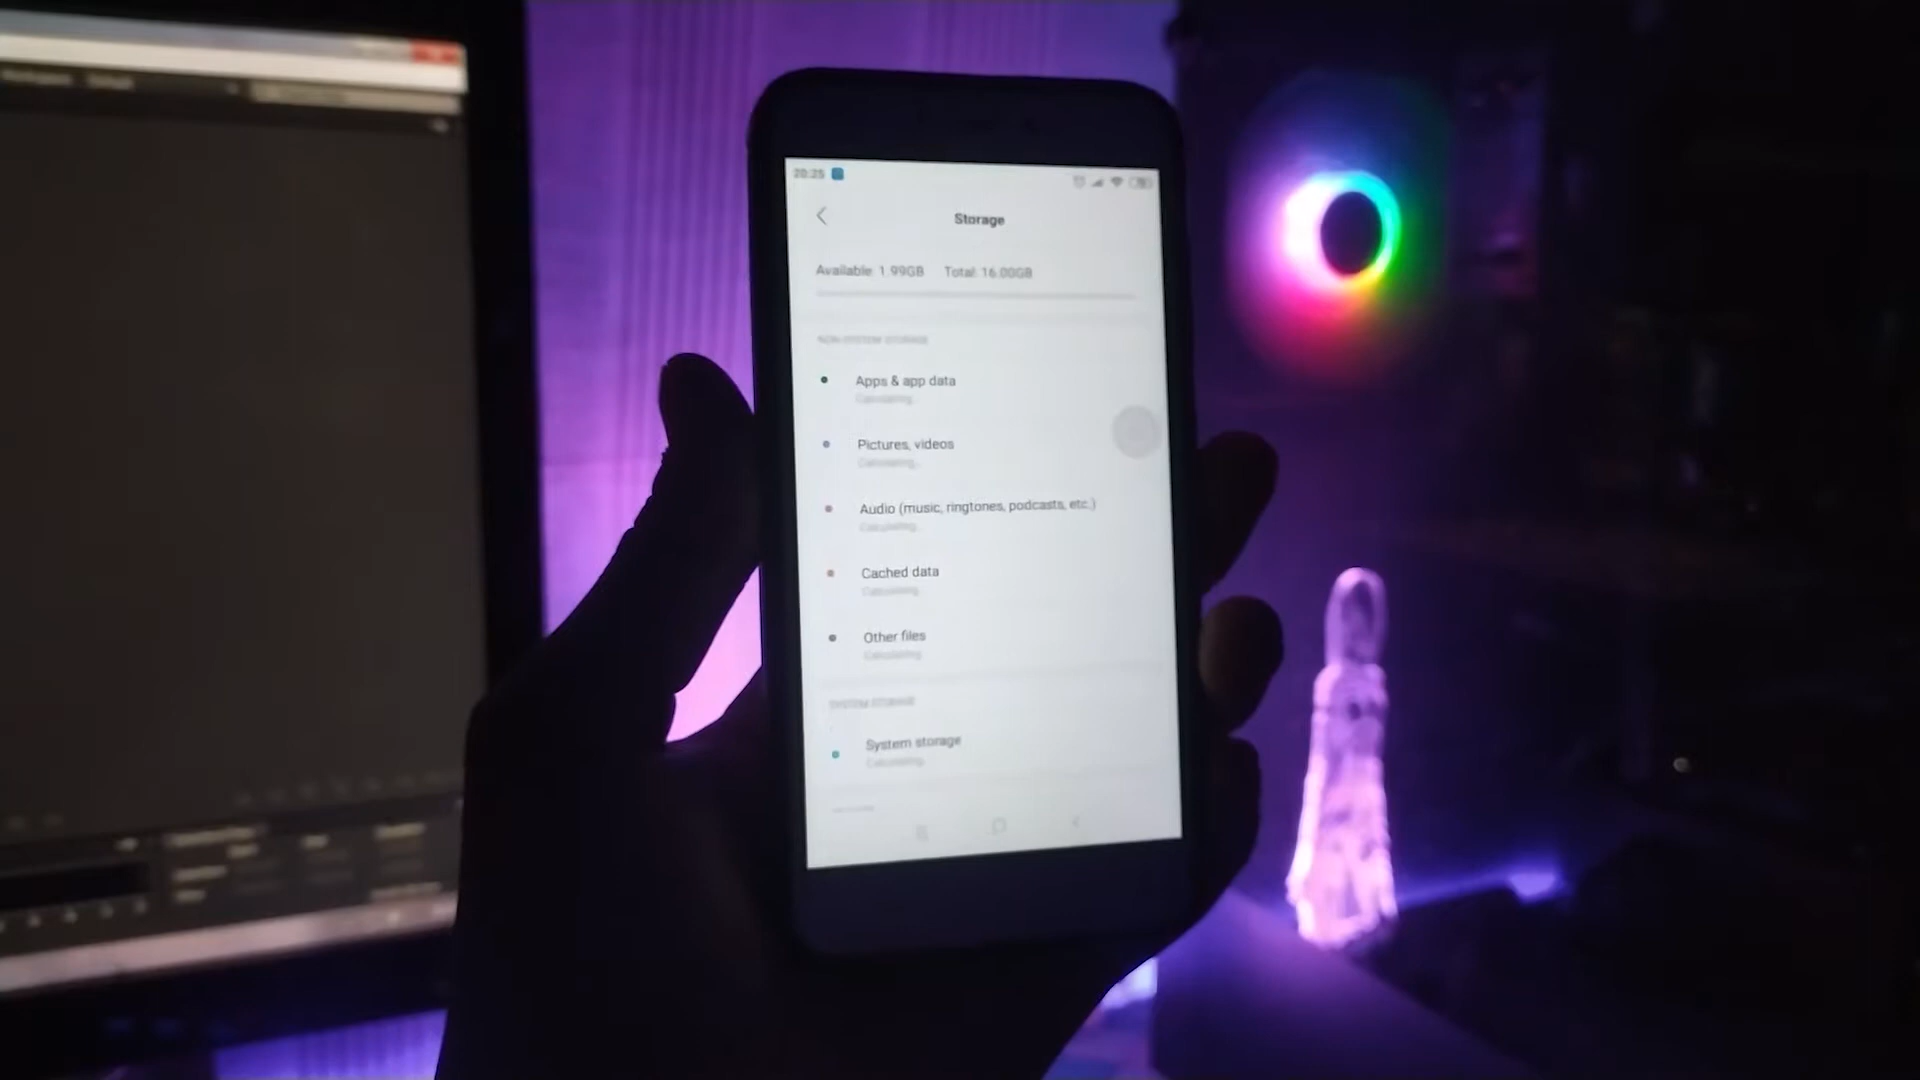 20:25
Storage
Available: 1.99GB Total: 16.00GB
NON-SYSTEM STORAGE
Apps & app data
Calculating...
Pictures, videos
Calculating...
Audio (music, ringtones, podcasts, etc.)
Calculating...
Cached data
Calculating...
Other files
Calculating...
SYSTEM STORAGE
System storage
Calculating...